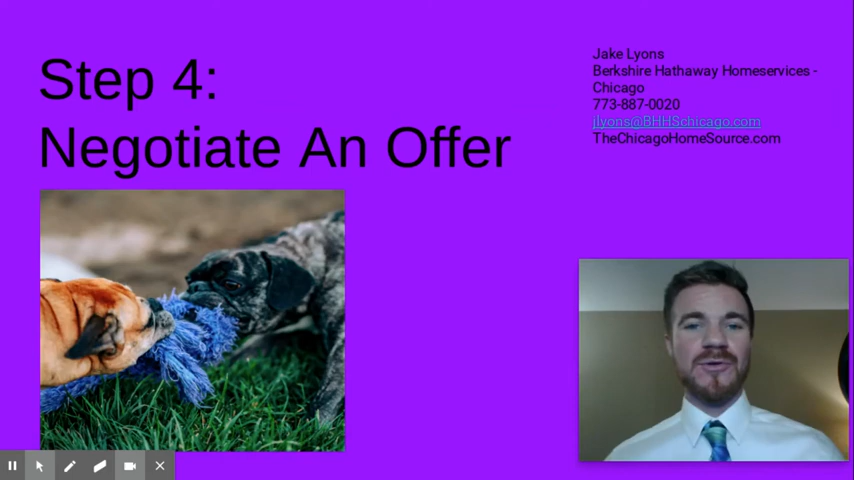 Step 4:
Negotiate An Offer
Jake Lyons
Berkshire Hathaway Homeservices -
Chicago
773-887-0020
jlyons@BHHSchicago.com
TheChicagoHomeSource.com